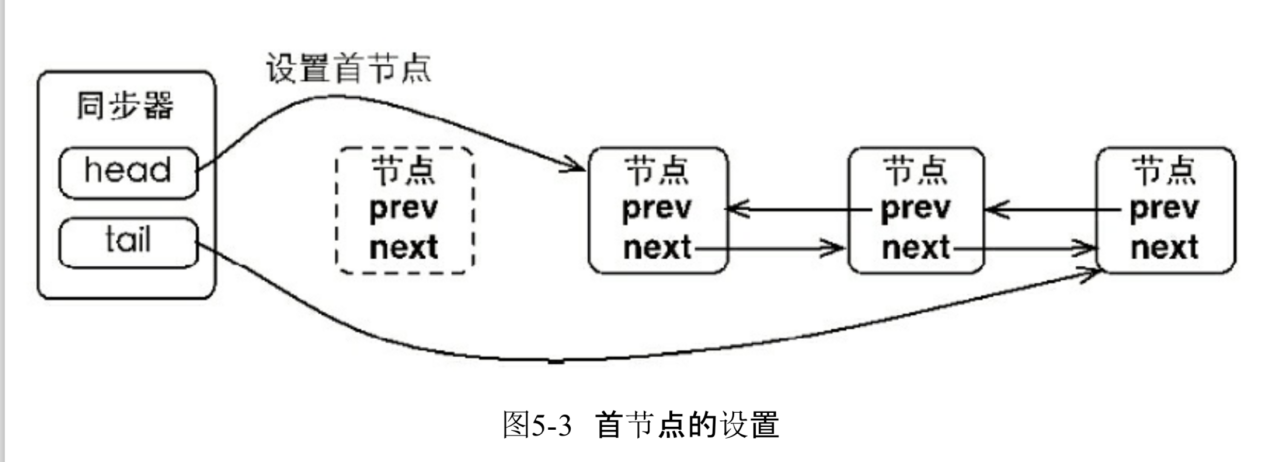 设置首节点
同步器
head
tail
节点
prev
next
节点
prev
next
节点
prev
next
节点
prev
next
图5-3 首节点的设置